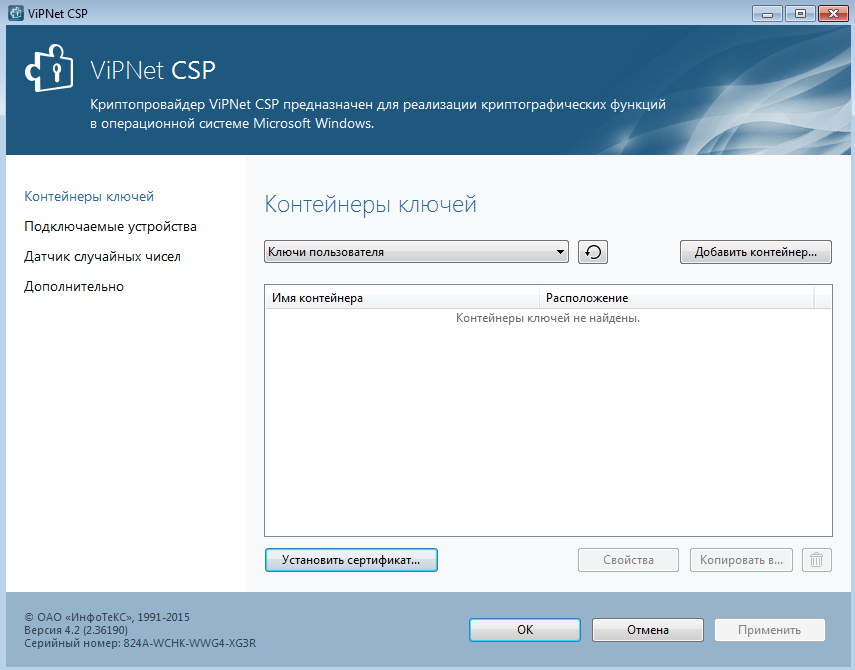 ViPNet CSP
ViPNet CSP
Криптопровайдер ViPNet CSP предназначен для реализации криптографических функций
в операционной системе Microsoft Windows.
Контейнеры ключей
Подключаемые устройства
Датчик случайных чисел
Дополнительно
Контейнеры ключей
Ключи пользователя
Добавить контейнер...
Имя контейнера
Расположение
Контейнеры ключей не найдены.
Установить сертификат...
Свойства
Копировать в...
© ОАО «ИнфоТеКС», 1991-2015
Версия 4.2 (2.36190)
Серийный номер: 824A-WCHK-WWG4-XG3R
ОК
Отмена
Применить